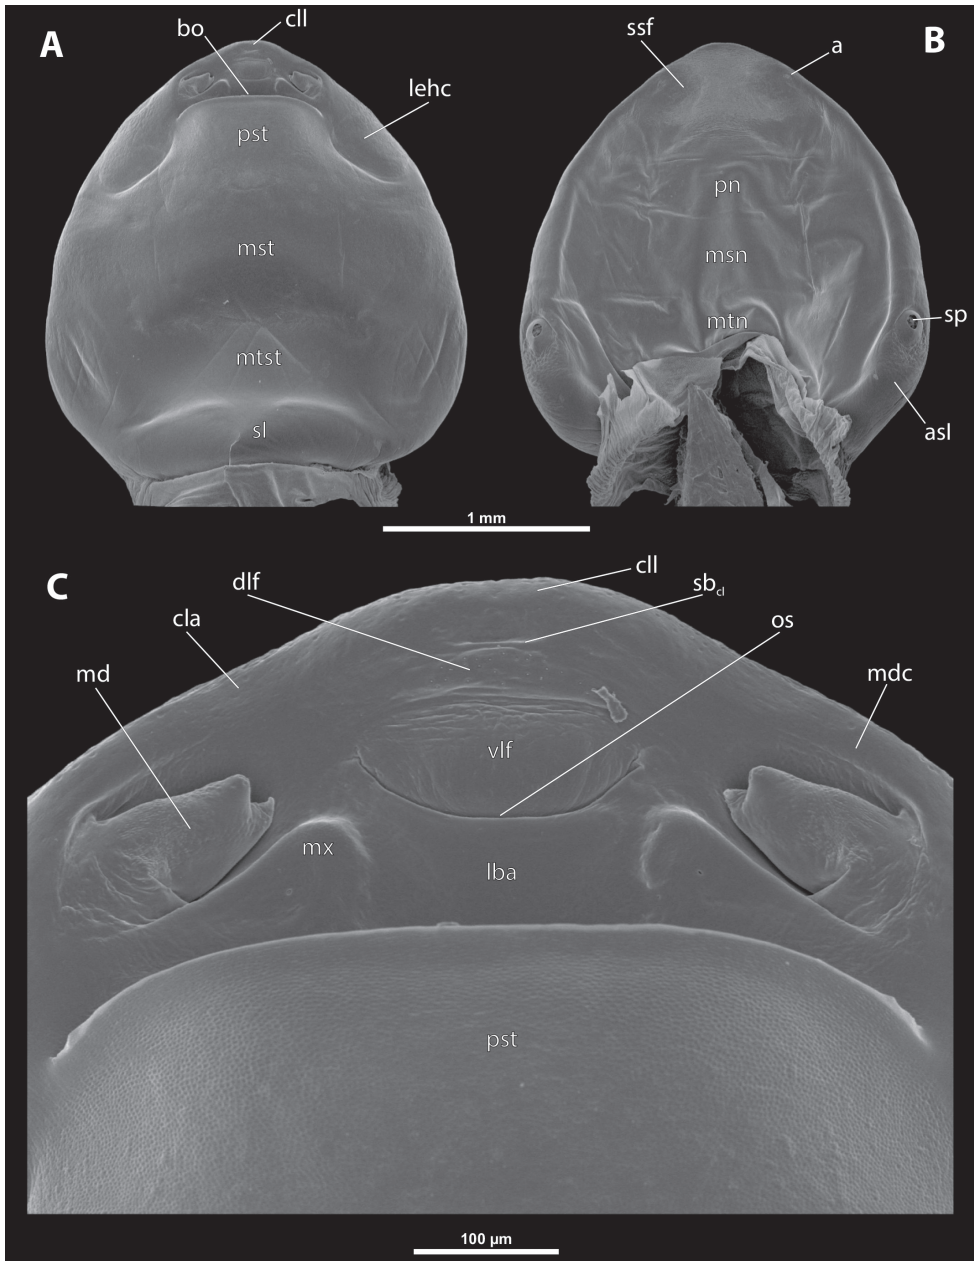 A
bo
cll
lehc
pst
mst
mtst
sl
B
ssf
a
pn
msn
mtn
sp
asl
1 mm
C
dlf
cll
sbcl
os
cla
md
mdc
vlf
mx
lba
pst
100 µm